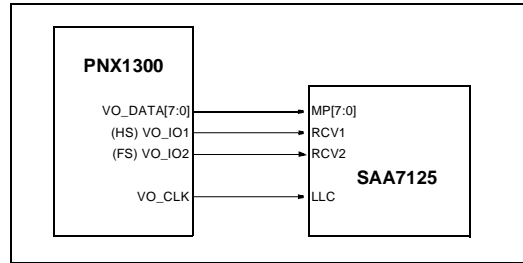 PNX1300
VO_DATA[7:0]
(HS) VO_IO1
(FS) VO_IO2
VO_CLK
MP[7:0]
RCV1
RCV2
SAA7125
LLC